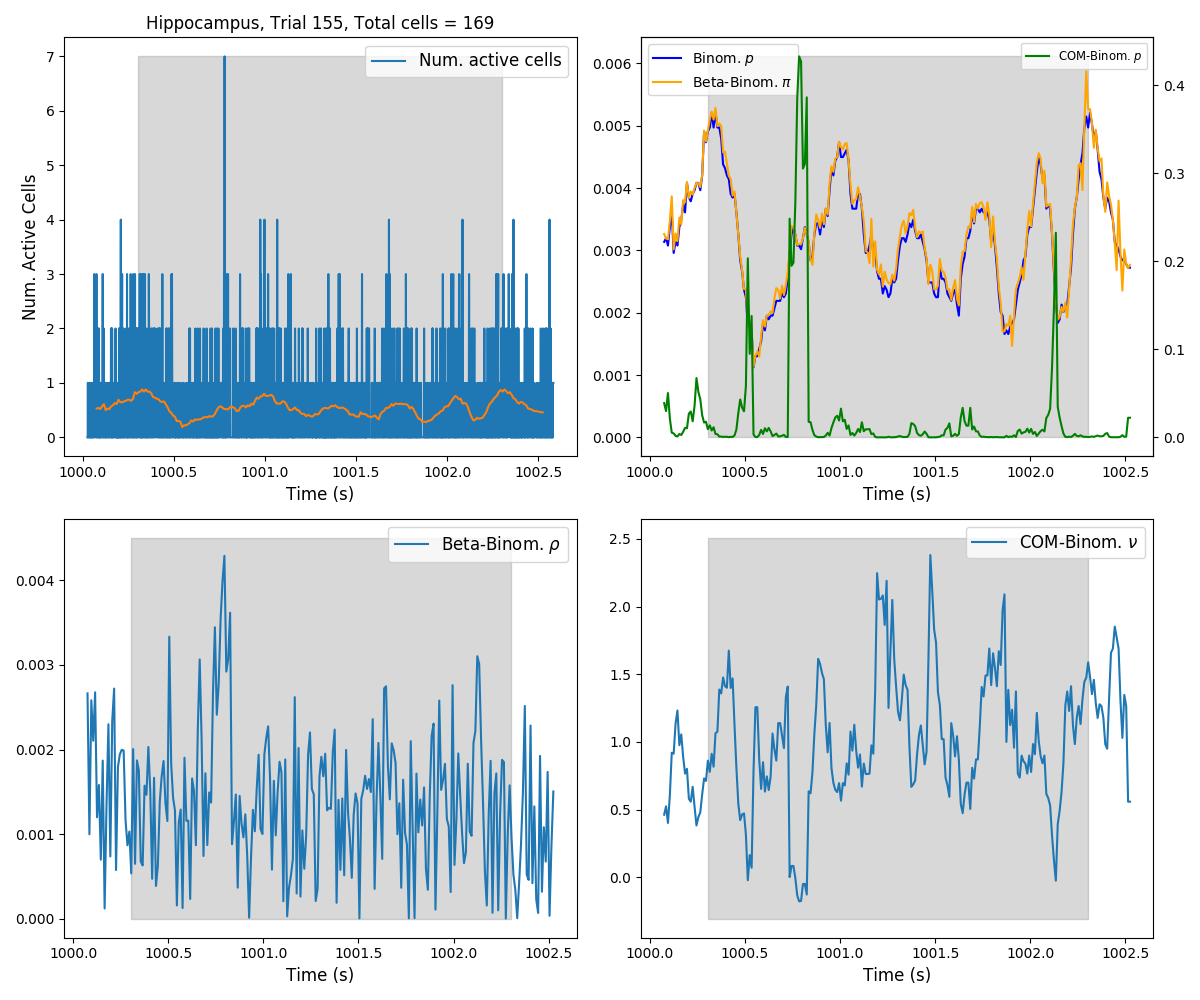 Hippocampus, Trial 155, Total cells = 169
Num. active cells
Num. Active Cells
7
6
5
4
3
2
1
0
1000.0 1000.5 1001.0 1001.5 1002.0 1002.5
Time (s)
Binom. p
Beta-Binom. π
COM-Binom. p
0.006
0.005
0.004
0.003
0.002
0.001
0.000
0.4
0.3
0.2
0.1
0.0
1000.0 1000.5 1001.0 1001.5 1002.0 1002.5
Time (s)
Beta-Binom. ρ
0.004
0.003
0.002
0.001
0.000
1000.0 1000.5 1001.0 1001.5 1002.0 1002.5
Time (s)
COM-Binom. ν
2.5
2.0
1.5
1.0
0.5
0.0
1000.0 1000.5 1001.0 1001.5 1002.0 1002.5
Time (s)